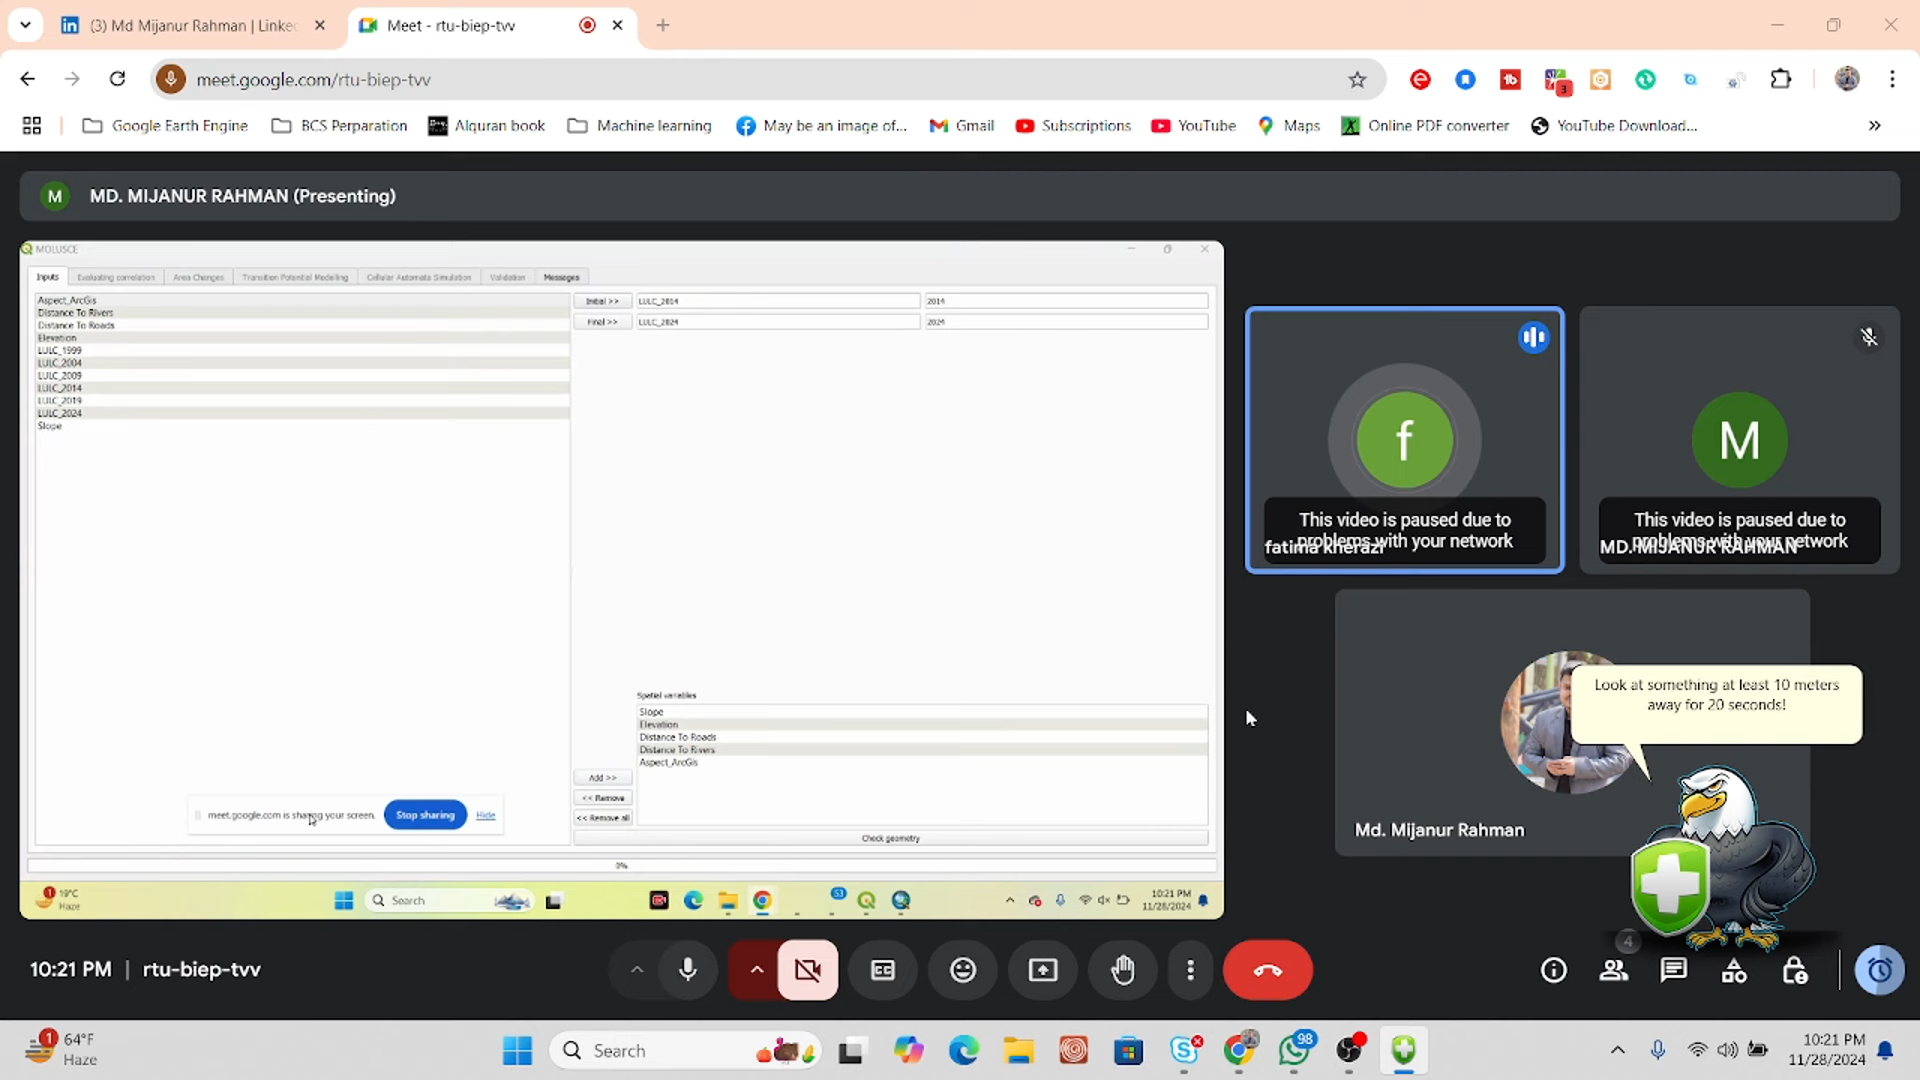 (3) Md Mijanur Rahman | Linke
Meet - rtu-biep-tvv
meet.google.com/rtu-biep-tvv
3
Google Earth Engine
BCS Perparation
Alquran book
Machine learning
May be an image of...
Gmail
Subscriptions
YouTube
Maps
Online PDF converter
YouTube Download...
M
MD. MIJANUR RAHMAN (Presenting)
MOLUSCE
Inputs
Evaluating correlation
Area Changes
Transition Potential Modelling
Cellular Automata Simulation
Validation
Messages
Aspect_ArcGis
Distance To Rivers
Distance To Roads
Elevation
LULC_1999
LULC_2004
LULC_2009
LULC_2014
LULC_2019
LULC_2024
Slope
Initial >>
LULC_2014
2014
Final >>
LULC_2024
2024
Spatial variables
Slope
Elevation
Distance To Roads
Distance To Rivers
Aspect_ArcGis
Add >>
<< Remove
<< Remove all
Check geometry
0%
meet.google.com is sharing your screen.
Stop sharing
Hide
1
19°C
Haze
Search
53
10:21 PM
11/28/2024
f
This video is paused due to
problems with your network
fatima kherazi
M
This video is paused due to
problems with your network
MD. MIJANUR RAHMAN
Look at something at least 10 meters
away for 20 seconds!
Md. Mijanur Rahman
10:21 PM | rtu-biep-tvv
4
1
64°F
Haze
Search
98
10:21 PM
11/28/2024